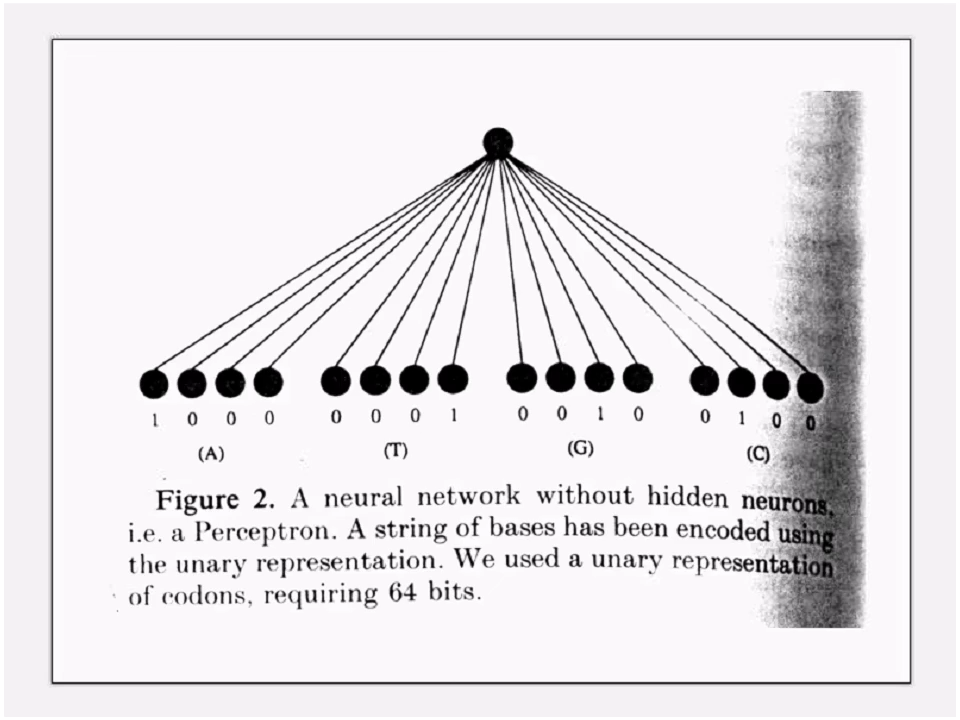 1 0 0 0 0 0 0 1 0 0 1 0 0 1 0 0
(A) (T) (G) (C)
Figure 2. A neural network without hidden neurons,
i.e. a Perceptron. A string of bases has been encoded using
the unary representation. We used a unary representation
of codons, requiring 64 bits.